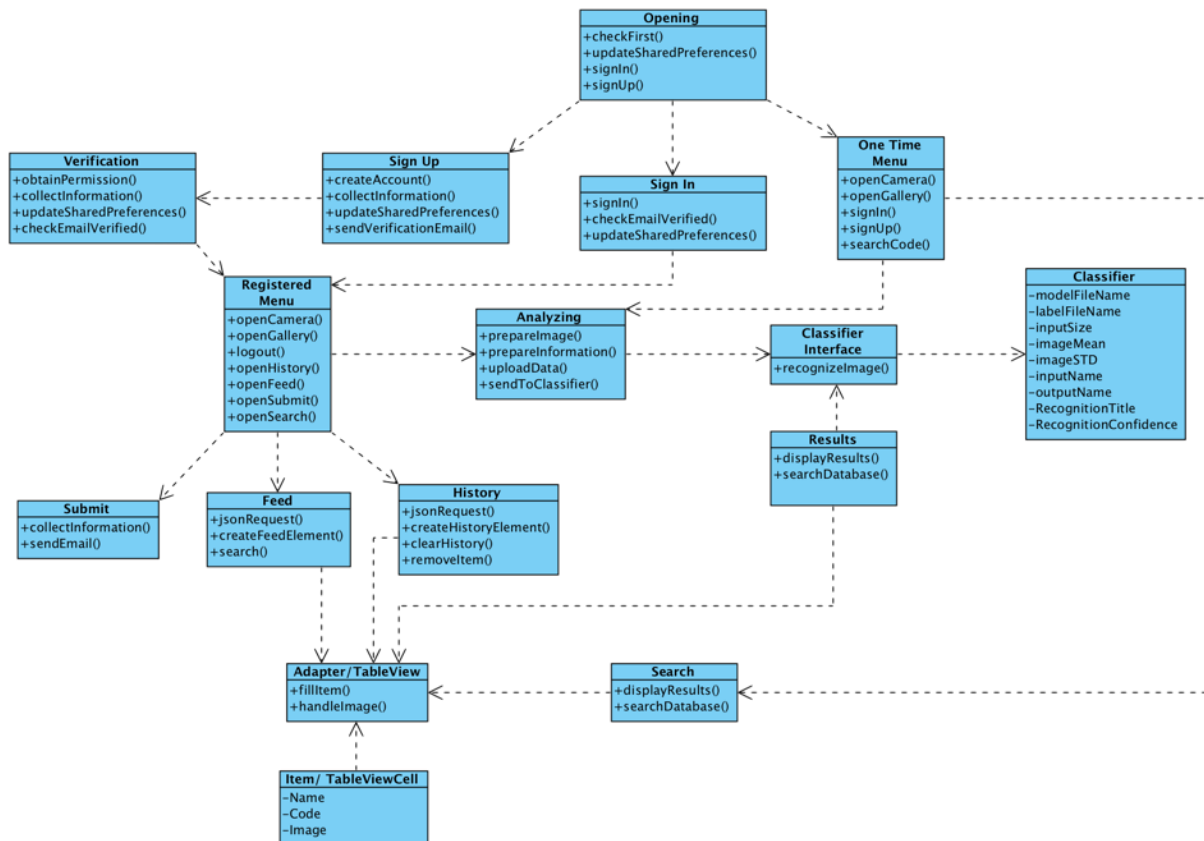 Opening
+checkFirst()
+updateSharedPreferences()
+signIn()
+signUp()
Verification
+obtainPermission()
+collectInformation()
+updateSharedPreferences()
+checkEmailVerified()
Sign Up
+createAccount()
+collectInformation()
+updateSharedPreferences()
+sendVerificationEmail()
Sign In
+signIn()
+checkEmailVerified()
+updateSharedPreferences()
One Time
Menu
+openCamera()
+openGallery()
+signIn()
+signUp()
+searchCode()
Registered
Menu
+openCamera()
+openGallery()
+logout()
+openHistory()
+openFeed()
+openSubmit()
+openSearch()
Analyzing
+prepareImage()
+prepareInformation()
+uploadData()
+sendToClassifier()
Classifier
Interface
+recognizeImage()
Classifier
-modelFileName
-labelFileName
-inputSize
-imageMean
-imageSTD
-inputName
-outputName
-RecognitionTitle
-RecognitionConfidence
Results
+displayResults()
+searchDatabase()
Submit
+collectInformation()
+sendEmail()
Feed
+jsonRequest()
+createFeedElement()
+search()
History
+jsonRequest()
+createHistoryElement()
+clearHistory()
+removeItem()
Adapter/TableView
+fillItem()
+handleImage()
Search
+displayResults()
+searchDatabase()
Item/ TableViewCell
-Name
-Code
-Image